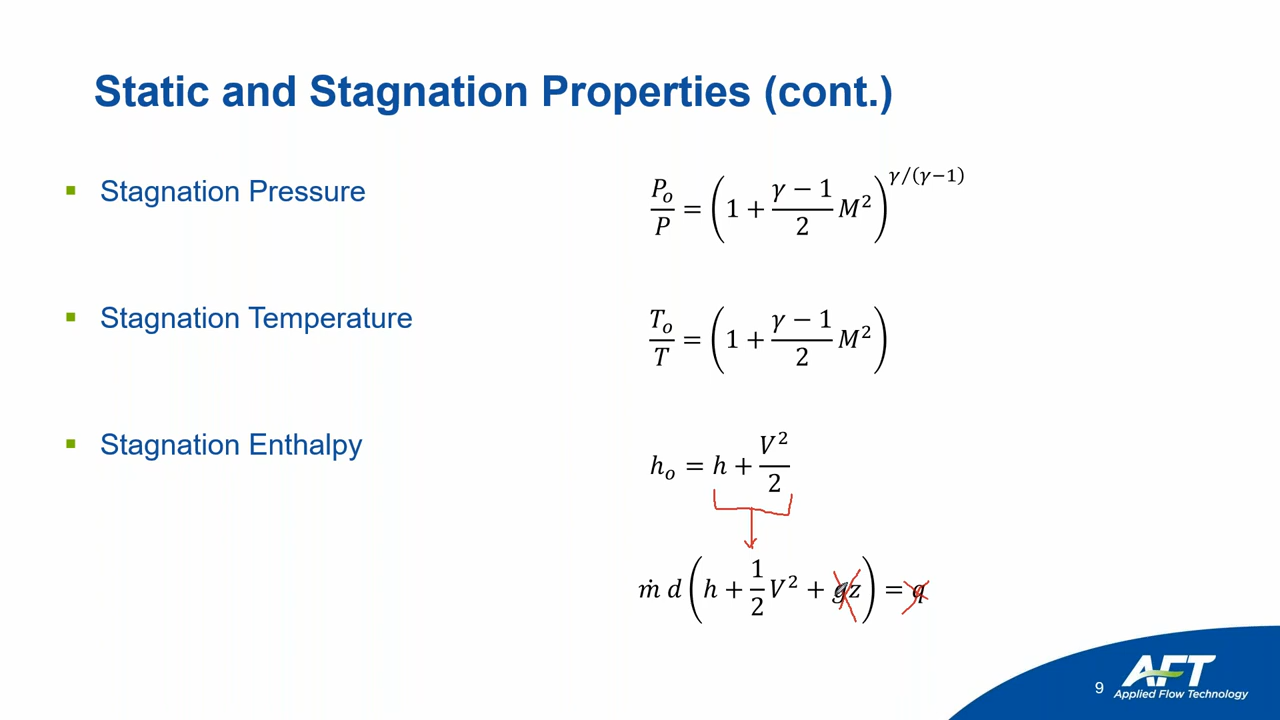 Static and Stagnation Properties (cont.)
▪ Stagnation Pressure
P_o/P = (1 + (γ − 1)/2 M²)^(γ/(γ−1))
▪ Stagnation Temperature
T_o/T = (1 + (γ − 1)/2 M²)
▪ Stagnation Enthalpy
h_o = h + V²/2
ṁ d (h + 1/2 V² + gz) = q
9
AFT
Applied Flow Technology